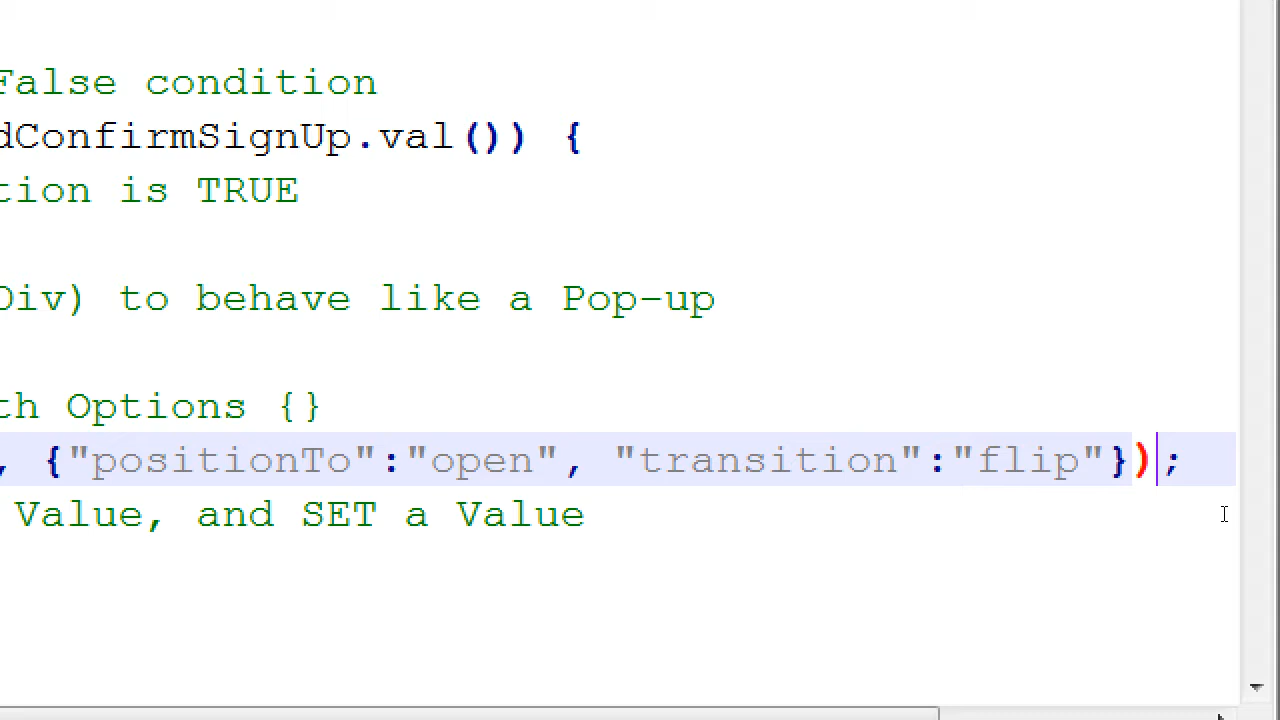 False condition
dConfirmSignUp.val()) {
tion is TRUE
Div) to behave like a Pop-up
th Options {}
, {"positionTo":"open", "transition":"flip"});
Value, and SET a Value